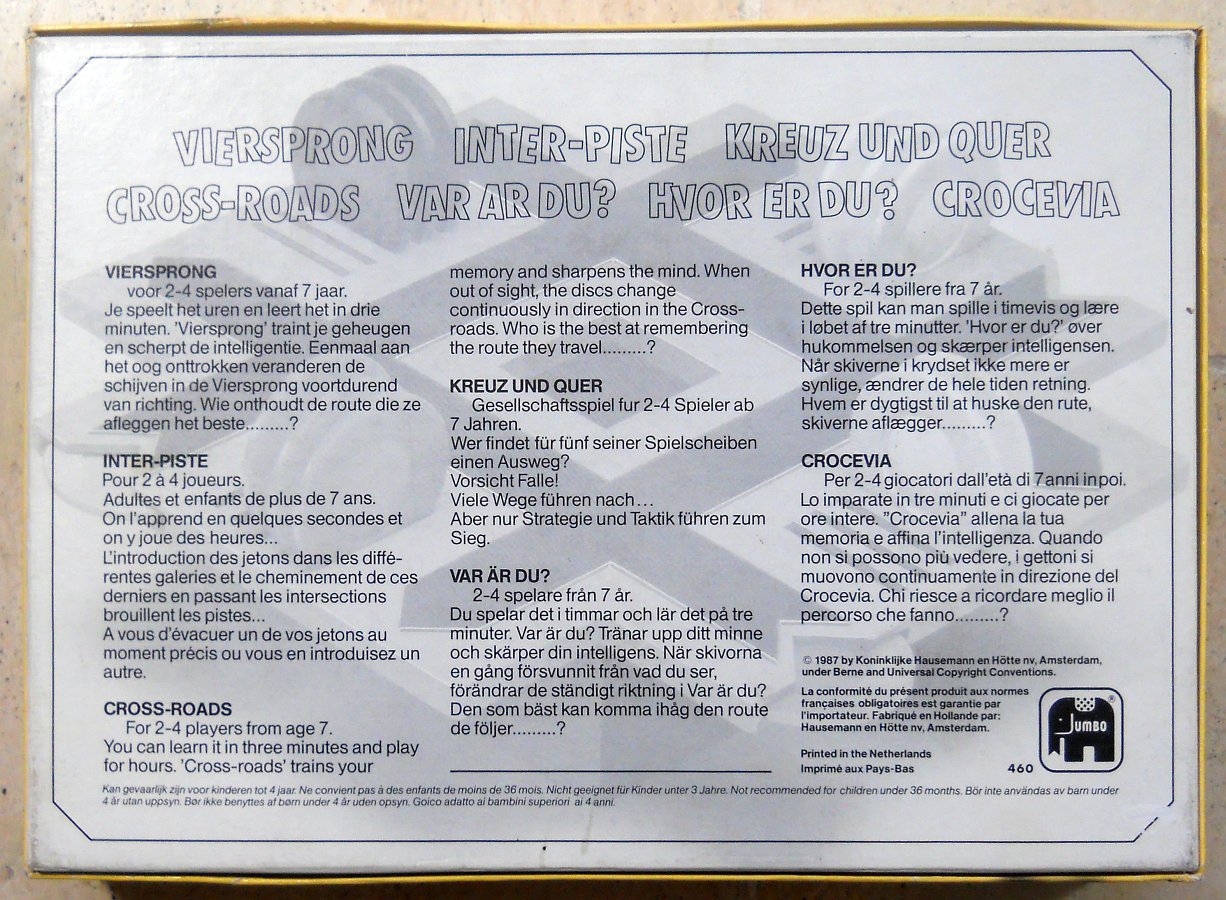 VIERSPRONG INTER-PISTE KREUZ UND QUER
CROSS-ROADS VAR AR DU? HVOR ER DU? CROCEVIA
VIERSPRONG
voor 2-4 spelers vanaf 7 jaar.
Je speelt het uren en leert het in drie
minuten. 'Viersprong' traint je geheugen
en scherpt de intelligentie. Eenmaal aan
het oog onttrokken veranderen de
schijven in de Viersprong voortdurend
van richting. Wie onthoudt de route die ze
afleggen het beste.........?
INTER-PISTE
Pour 2 à 4 joueurs.
Adultes et enfants de plus de 7 ans.
On l'apprend en quelques secondes et
on y joue des heures...
L'introduction des jetons dans les diffé-
rentes galeries et le cheminement de ces
derniers en passant les intersections
brouillent les pistes...
A vous d'évacuer un de vos jetons au
moment précis ou vous en introduisez un
autre.
CROSS-ROADS
For 2-4 players from age 7.
You can learn it in three minutes and play
for hours. 'Cross-roads' trains your
memory and sharpens the mind. When
out of sight, the discs change
continuously in direction in the Cross-
roads. Who is the best at remembering
the route they travel.........?
KREUZ UND QUER
Gesellschaftsspiel fur 2-4 Spieler ab
7 Jahren.
Wer findet für fünf seiner Spielscheiben
einen Ausweg?
Vorsicht Falle!
Viele Wege führen nach...
Aber nur Strategie und Taktik führen zum
Sieg.
VAR ÄR DU?
2-4 spelare från 7 år.
Du spelar det i timmar och lär det på tre
minuter. Var är du? Tränar upp ditt minne
och skärper din intelligens. När skivorna
en gång försvunnit från vad du ser,
förändrar de ständigt riktning i Var är du?
Den som bäst kan komma ihåg den route
de följer.........?
HVOR ER DU?
For 2-4 spillere fra 7 år.
Dette spil kan man spille i timevis og lære
i løbet af tre minutter. 'Hvor er du?' øver
hukommelsen og skærper intelligensen.
Når skiverne i krydset ikke mere er
synlige, ændrer de hele tiden retning.
Hvem er dygtigst til at huske den rute,
skiverne aflægger.........?
CROCEVIA
Per 2-4 giocatori dall'età di 7 anni in poi.
Lo imparate in tre minuti e ci giocate per
ore intere. "Crocevia" allena la tua
memoria e affina l'intelligenza. Quando
non si possono più vedere, i gettoni si
muovono continuamente in direzione del
Crocevia. Chi riesce a ricordare meglio il
percorso che fanno.........?
© 1987 by Koninklijke Hausemann en Hötte nv, Amsterdam,
under Berne and Universal Copyright Conventions.
La conformité du présent produit aux normes
françaises obligatoires est garantie par
l'importateur. Fabriqué en Hollande par:
Hausemann en Hötte nv, Amsterdam.
Printed in the Netherlands
Imprimé aux Pays-Bas 460
JUMBO ®
Kan gevaarlijk zijn voor kinderen tot 4 jaar. Ne convient pas à des enfants de moins de 36 mois. Nicht geeignet für Kinder unter 3 Jahre. Not recommended for children under 36 months. Bör inte användas av barn under
4 år utan uppsyn. Bør ikke benyttes af børn under 4 år uden opsyn. Goico adatto ai bambini superiori ai 4 anni.